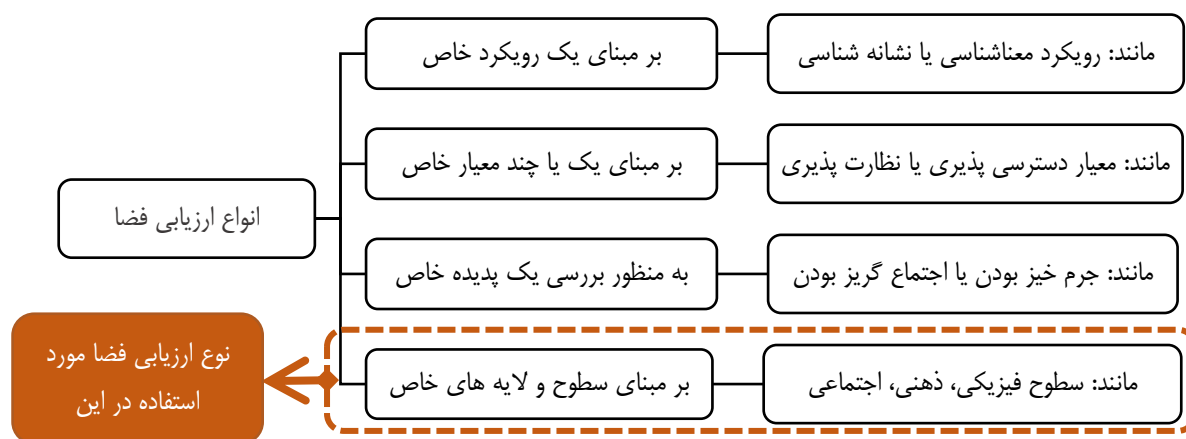 انواع ارزیابی فضا
بر مبنای یک رویکرد خاص
مانند: رویکرد معناشناسی یا نشانه شناسی
بر مبنای یک یا چند معیار خاص
مانند: معیار دسترسی پذیری یا نظارت پذیری
به منظور بررسی یک پدیده خاص
مانند: جرم خیز بودن یا اجتماع گریز بودن
بر مبنای سطوح و لایه های خاص
مانند: سطوح فیزیکی، ذهنی، اجتماعی
نوع ارزیابی فضا مورد
استفاده در این